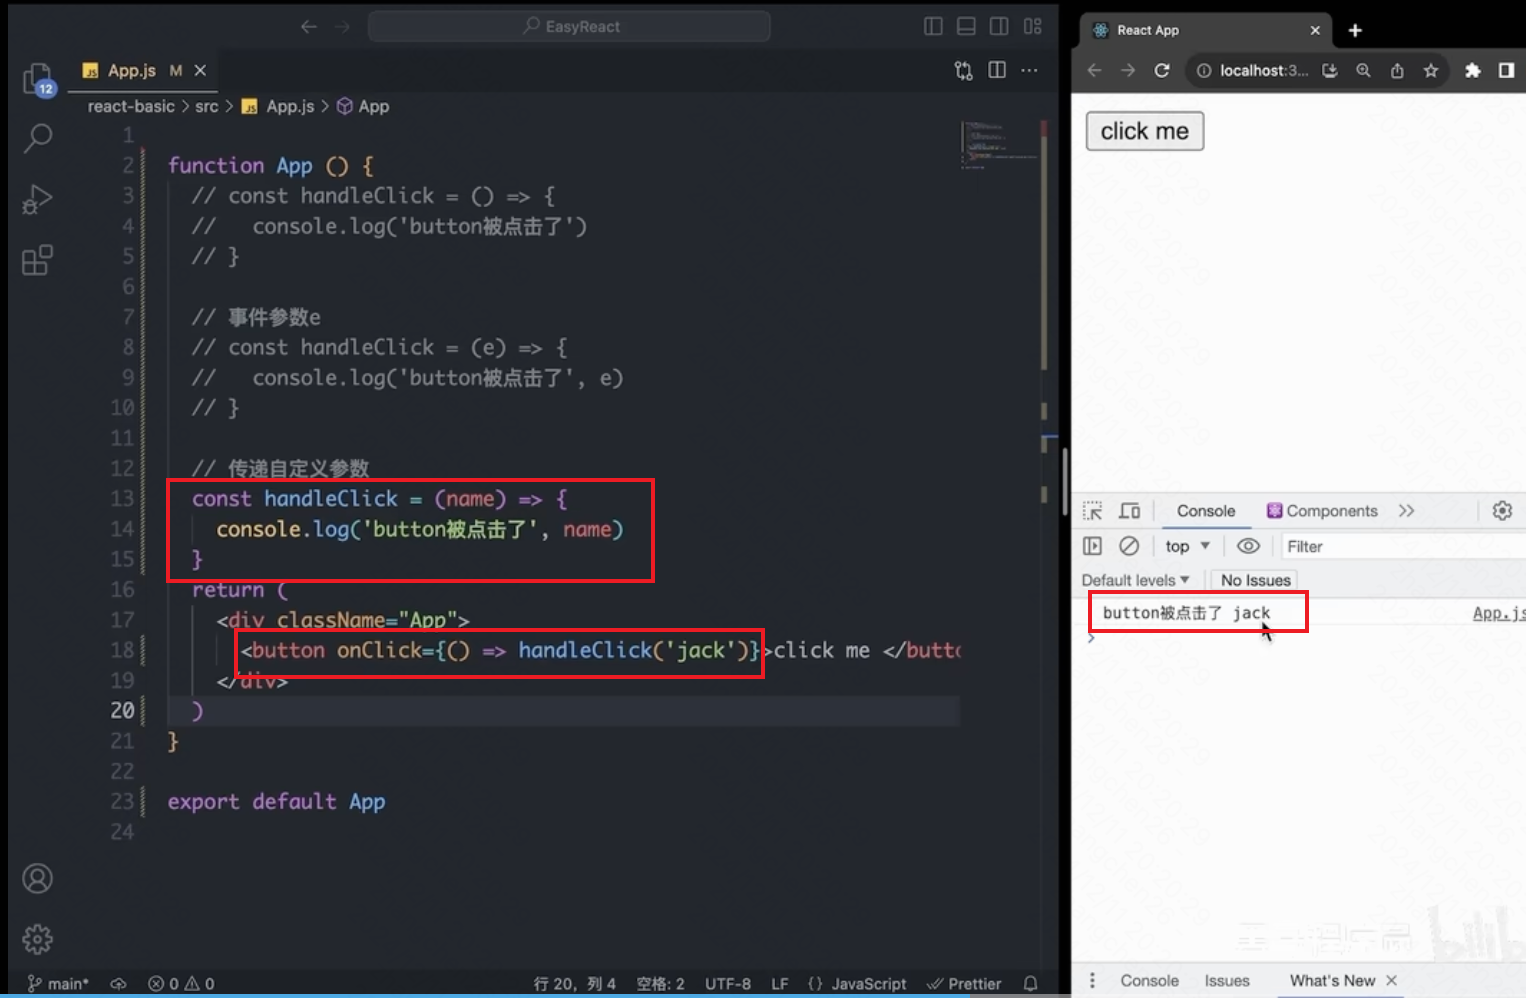 EasyReact
App.js M
react-basic > src > App.js > App
12
1
2 function App () {
3 // const handleClick = () => {
4 //   console.log('button被点击了')
5 // }
6
7 // 事件参数e
8 // const handleClick = (e) => {
9 //   console.log('button被点击了', e)
10 // }
11
12 // 传递自定义参数
13 const handleClick = (name) => {
14 console.log('button被点击了', name)
15 }
16 return (
17 <div className="App">
18 <button onClick={() => handleClick('jack')}>click me </butto
19 </div>
20 )
21 }
22
23 export default App
24
main* 0 0 行 20, 列 4 空格: 2 UTF-8 LF {} JavaScript Prettier
React App
localhost:3...
click me
Console Components
top Filter
Default levels No Issues
button被点击了 jack App.js
>
Console Issues What's New